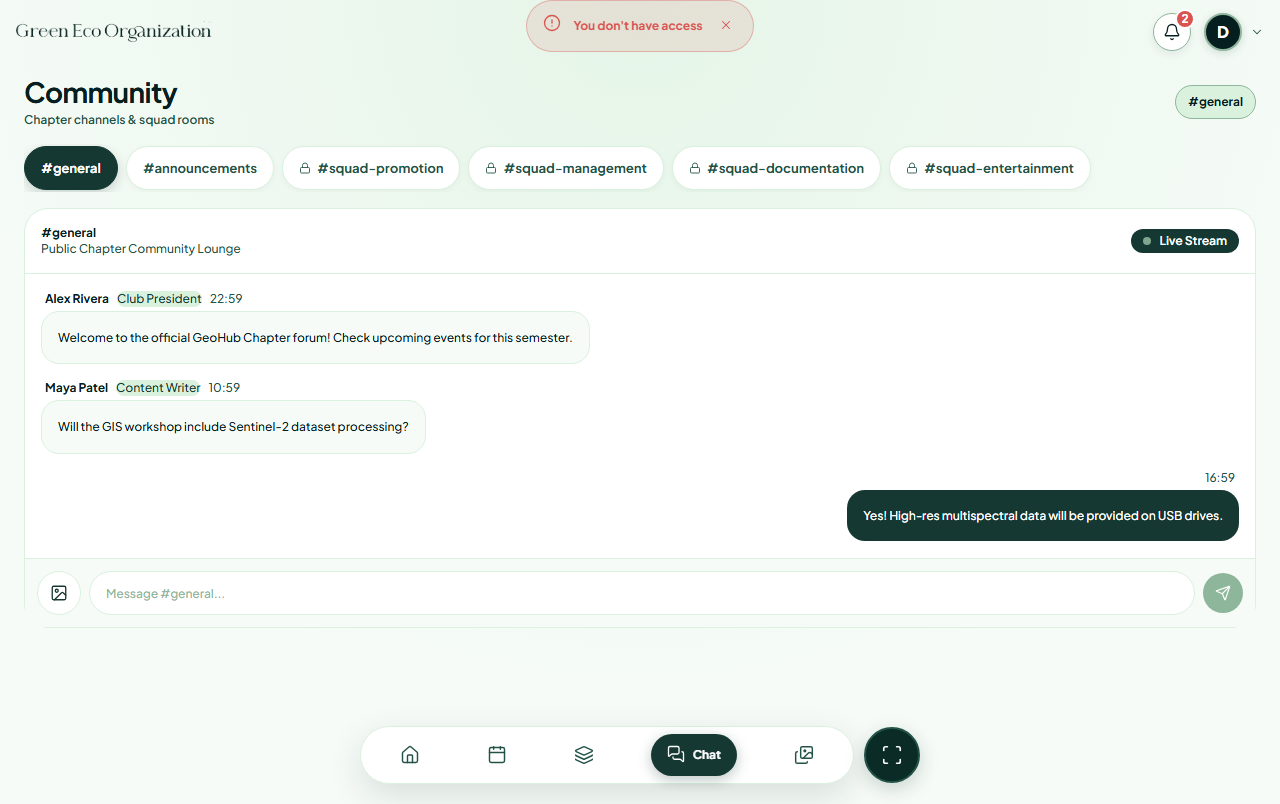 Green Eco Organization
You don't have access
2
D
Community
Chapter channels & squad rooms
#general
#general
#announcements
#squad-promotion
#squad-management
#squad-documentation
#squad-entertainment
#general
Public Chapter Community Lounge
Live Stream
Alex Rivera Club President 22:59
Welcome to the official GeoHub Chapter forum! Check upcoming events for this semester.
Maya Patel Content Writer 10:59
Will the GIS workshop include Sentinel-2 dataset processing?
16:59
Yes! High-res multispectral data will be provided on USB drives.
Message #general...
Chat